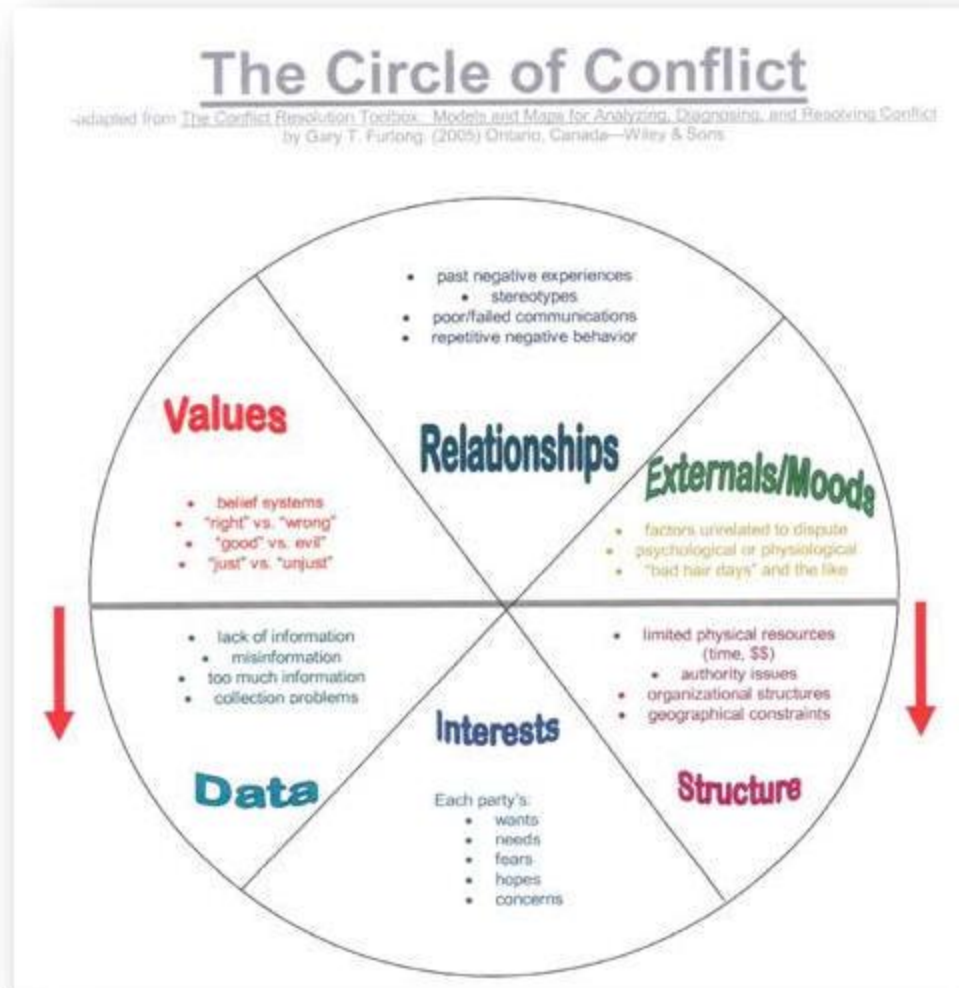 The Circle of Conflict
-adapted from The Conflict Resolution Toolbox: Models and Maps for Analyzing, Diagnosing, and Resolving Conflict
by Gary T. Furlong. (2005) Ontario, Canada—Wiley & Sons
• past negative experiences
• stereotypes
• poor/failed communications
• repetitive negative behavior
Relationships
Values
• belief systems
• "right" vs. "wrong"
• "good" vs. evil"
• "just" vs. "unjust"
Externals/Moods
• factors unrelated to dispute
• psychological or physiological
• "bad hair days" and the like
• lack of information
• misinformation
• too much information
• collection problems
Data
Interests
Each party's:
• wants
• needs
• fears
• hopes
• concerns
• limited physical resources
(time, $$)
• authority issues
• organizational structures
• geographical constraints
Structure